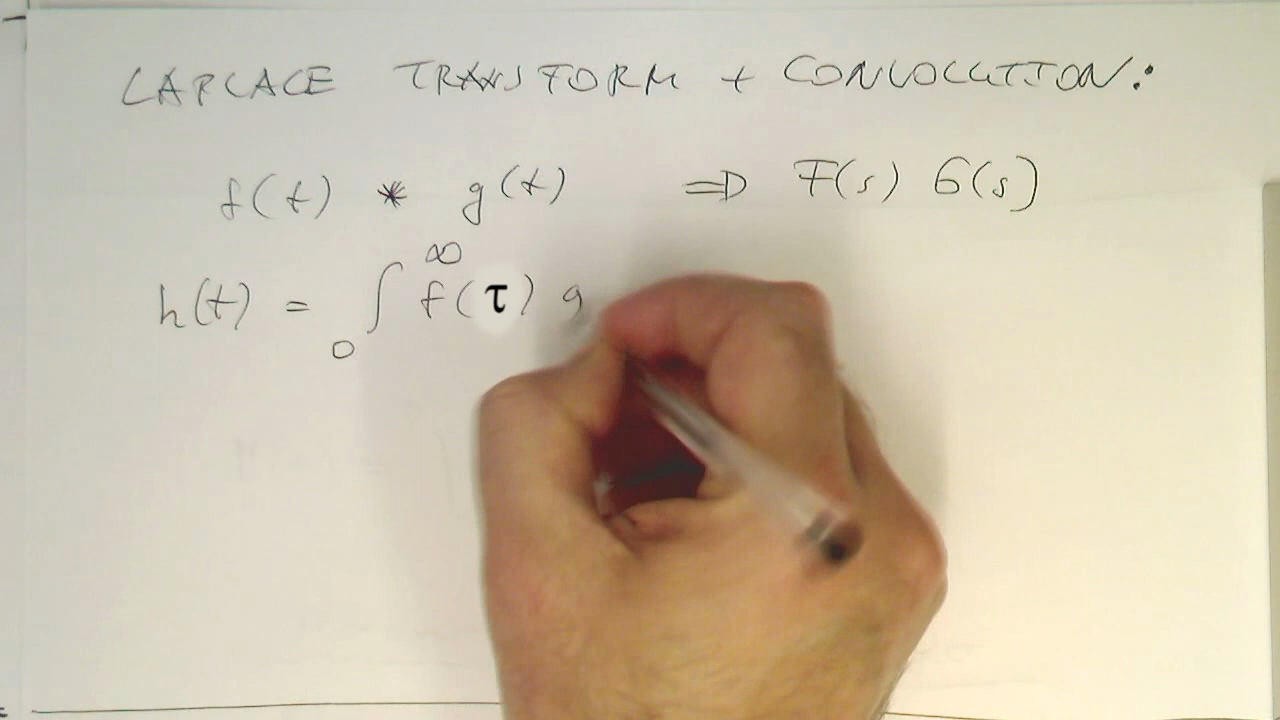 LAPLACE TRANSFORM + CONVOLUTION:
f(t) * g(t) ⇒ F(s) G(s)
h(t) = ∫₀^∞ f(τ) g